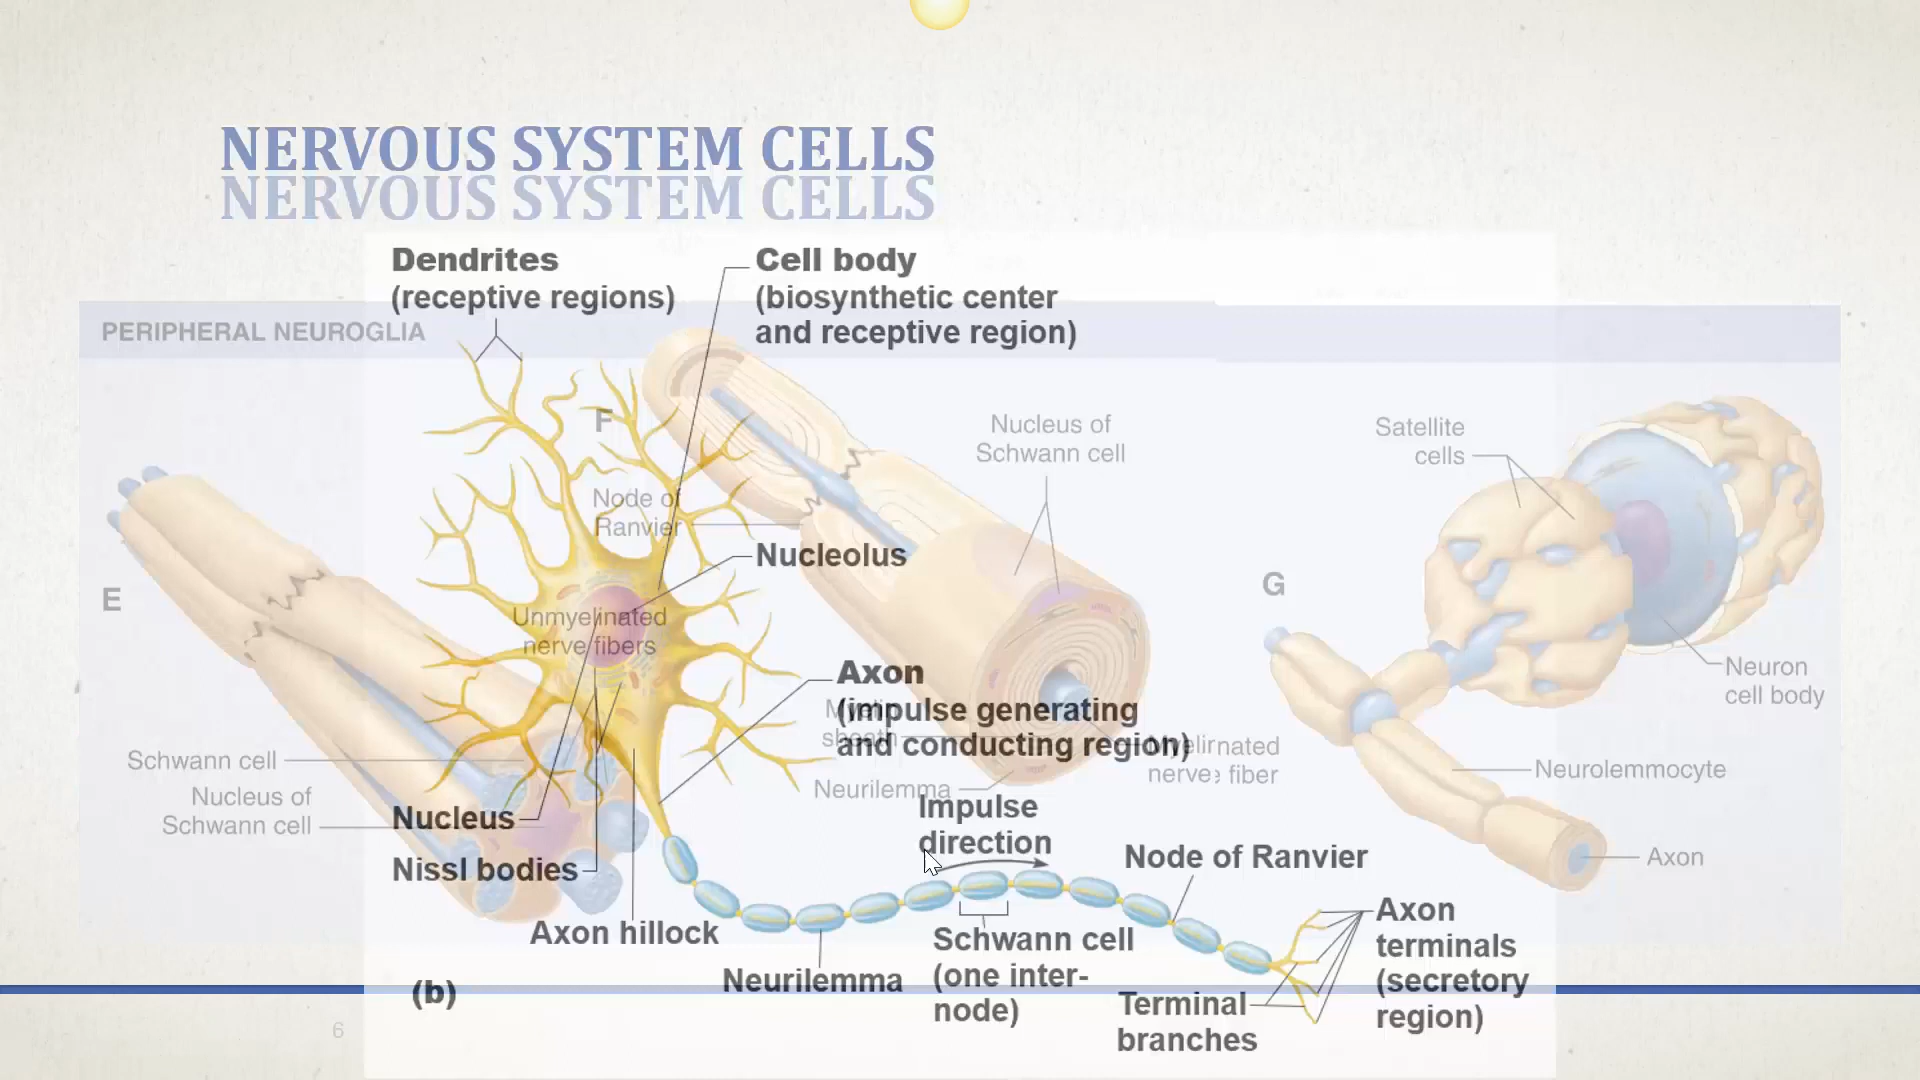 NERVOUS SYSTEM CELLS
NERVOUS SYSTEM CELLS
Dendrites
(receptive regions)
Cell body
(biosynthetic center
and receptive region)
PERIPHERAL NEUROGLIA
F
Nucleus of
Schwann cell
Satellite
cells
Node of
Ranvier
Nucleolus
E
G
Unmyelinated
nerve fibers
Axon
(impulse generating
and conducting region)
Neuron
cell body
sheath
nerve fiber
Schwann cell
Nucleus of
Schwann cell
Neurilemma
Neurolemmocyte
Axon
Impulse
direction
Nucleus
Nissl bodies
Axon hillock
Node of Ranvier
Neurilemma
Schwann cell
(one inter-
node)
Axon
terminals
(secretory
region)
Terminal
branches
(b)
6